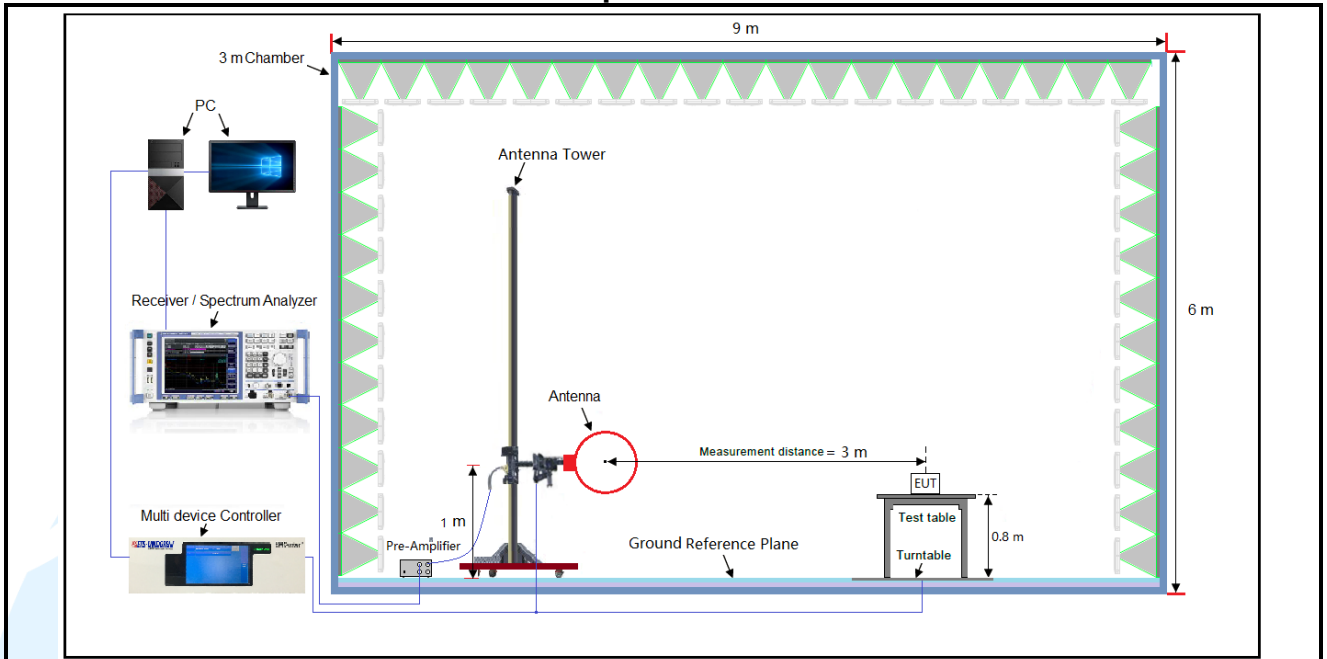 9 m
3 m Chamber
PC
Antenna Tower
Receiver / Spectrum Analyzer
6 m
Antenna
Measurement distance = 3 m
EUT
Multi device Controller
1 m
Test table
0.8 m
Pre-Amplifier
Ground Reference Plane
Turntable